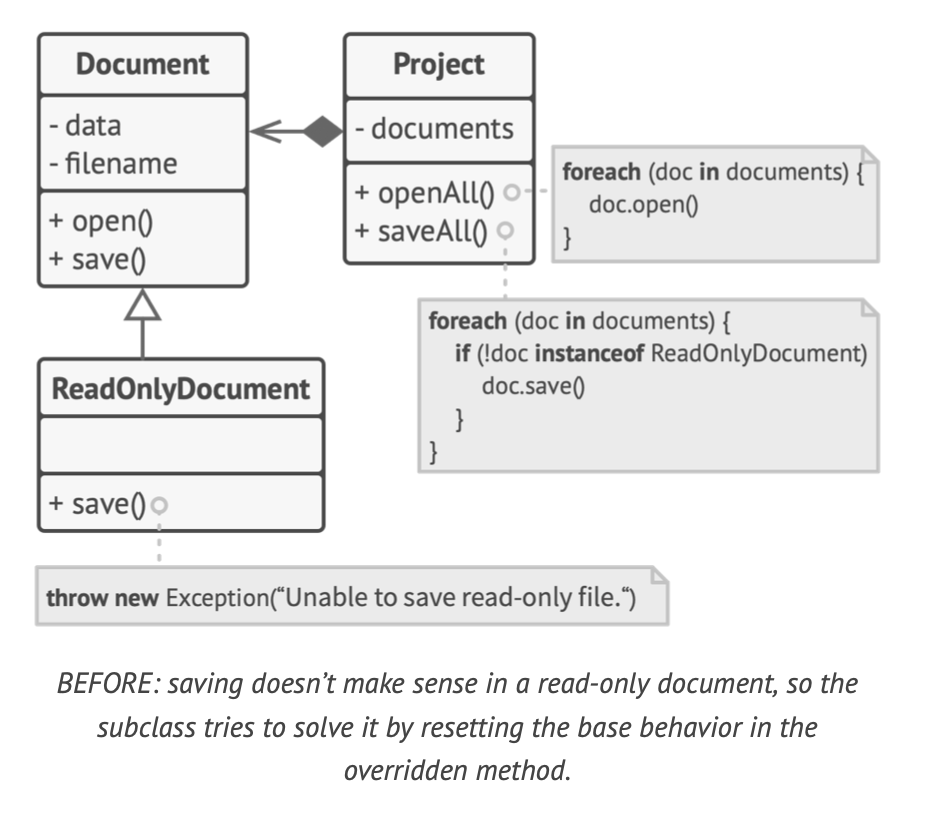 Document
- data
- filename
+ open()
+ save()
Project
- documents
+ openAll()
+ saveAll()
foreach (doc in documents) {
doc.open()
}
foreach (doc in documents) {
if (!doc instanceof ReadOnlyDocument)
doc.save()
}
}
ReadOnlyDocument
+ save()
throw new Exception(“Unable to save read-only file.“)
BEFORE: saving doesn’t make sense in a read-only document, so the
subclass tries to solve it by resetting the base behavior in the
overridden method.